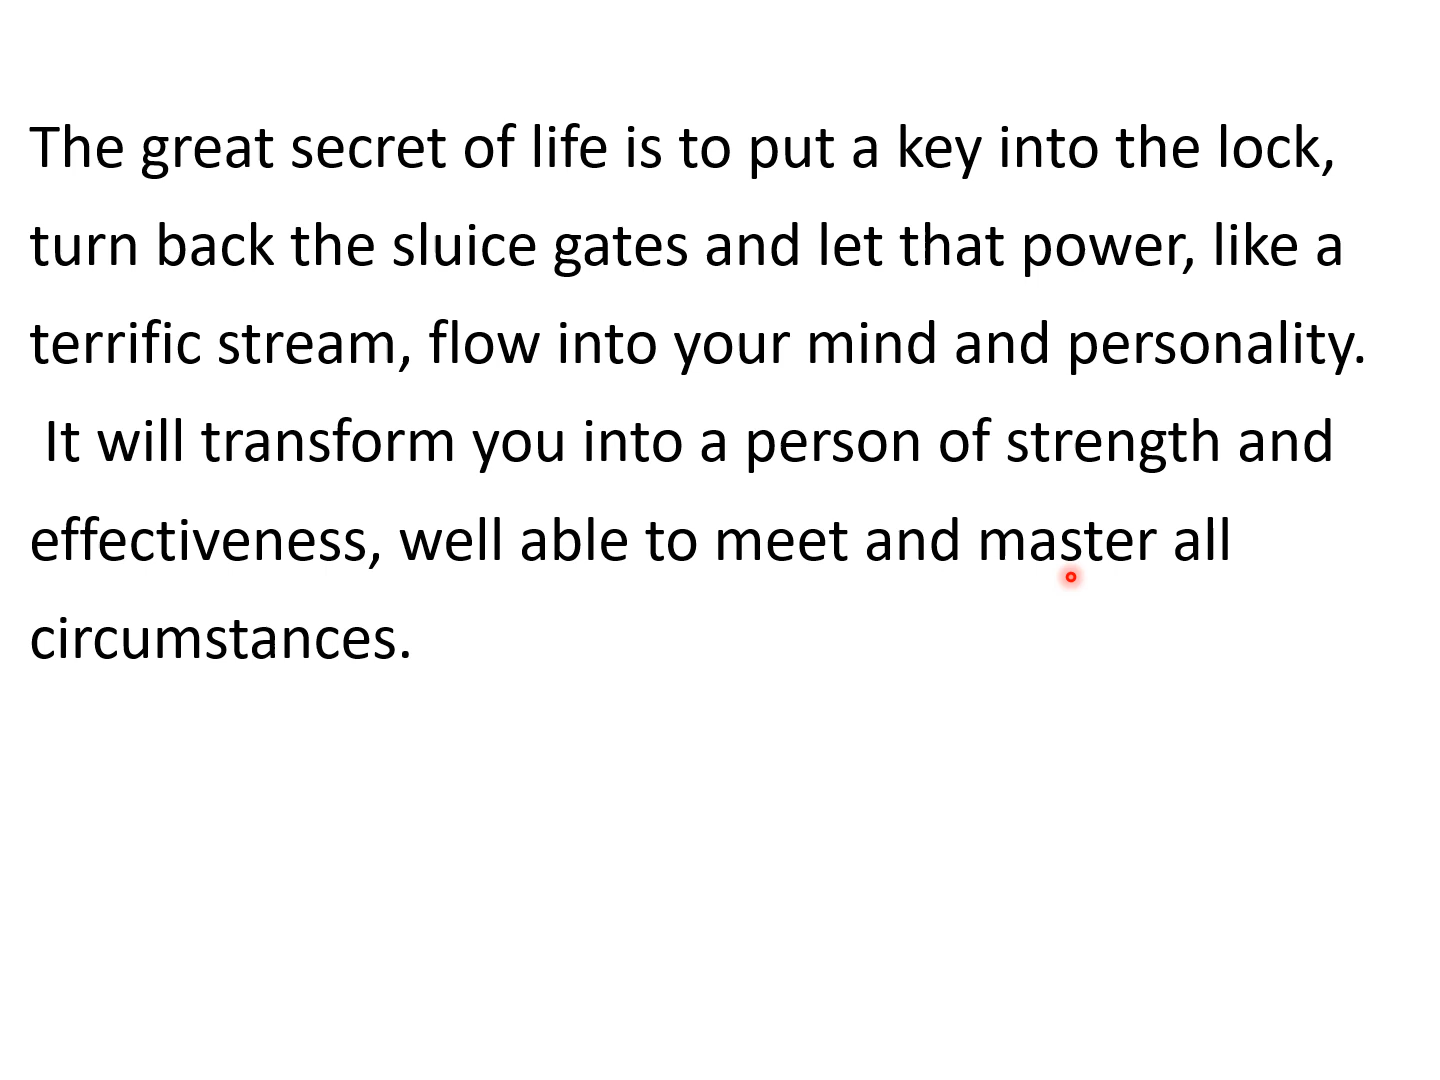 The great secret of life is to put a key into the lock,
turn back the sluice gates and let that power, like a
terrific stream, flow into your mind and personality.
It will transform you into a person of strength and
effectiveness, well able to meet and master all
circumstances.